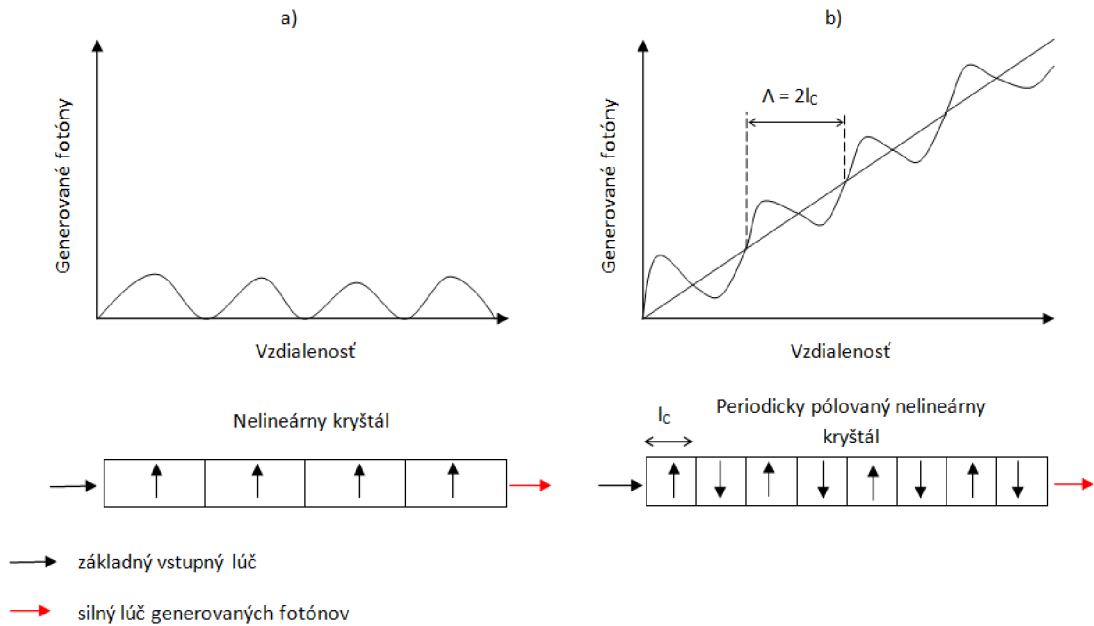 a)
Generované fotóny
Vzdialenosť
Nelineárny kryštál
b)
Λ = 2lC
Generované fotóny
Vzdialenosť
lC
Periodicky pólovaný nelineárny
kryštál
základný vstupný lúč
silný lúč generovaných fotónov